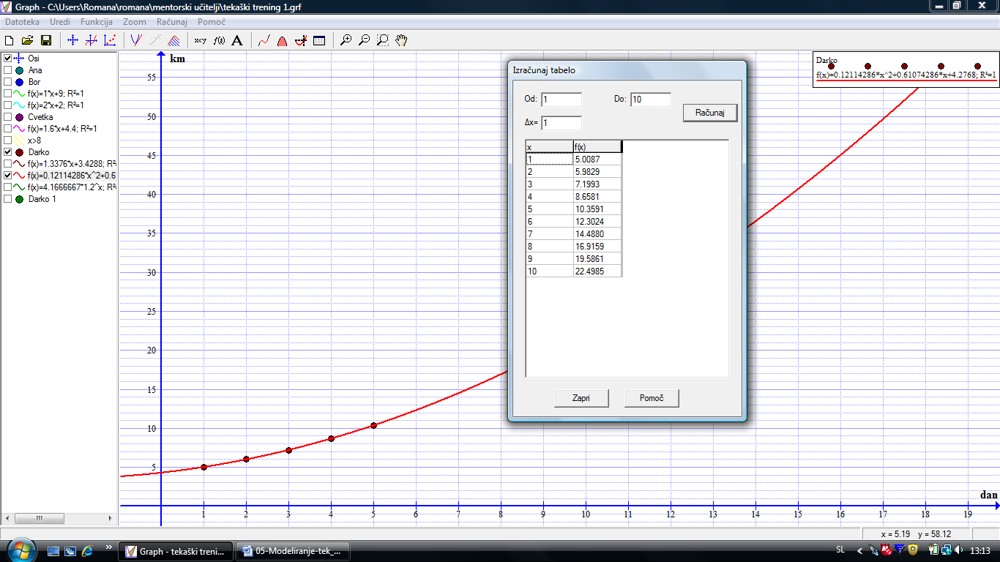 Graph - C:\Users\Romana\romana\mentorski učitelji\tekaški trening 1.grf
Datoteka Uredi Funkcija Zoom Računaj Pomoč
Osi
Ana
Bor
f(x)=1*x+9; R²=1
f(x)=2*x+2; R²=1
Cvetka
f(x)=1.6*x+4.4; R²=1
x>8
Darko
f(x)=1.3376*x+3.4288; R²
f(x)=0.12114286*x^2+0.6
f(x)=4.1666667*1.2^x; R²
Darko 1
km
55
50
45
40
35
30
25
20
15
10
5
1 2 3 4 5 6 7 8 9 10 11 12 13 14 15 16 17 18 19
dan
Darko
f(x)=0.12114286*x^2+0.61074286*x+4.2768; R²=1
Izračunaj tabelo
Od: 1 Do: 10
Računaj
Δx= 1
x f(x)
1 5.0087
2 5.9829
3 7.1993
4 8.6581
5 10.3591
6 12.3024
7 14.4880
8 16.9159
9 19.5861
10 22.4985
Zapri Pomoč
x = 5.19 y = 58.12
Graph - tekaški treni...
05-Modeliranje-tek_...
SL
13:13